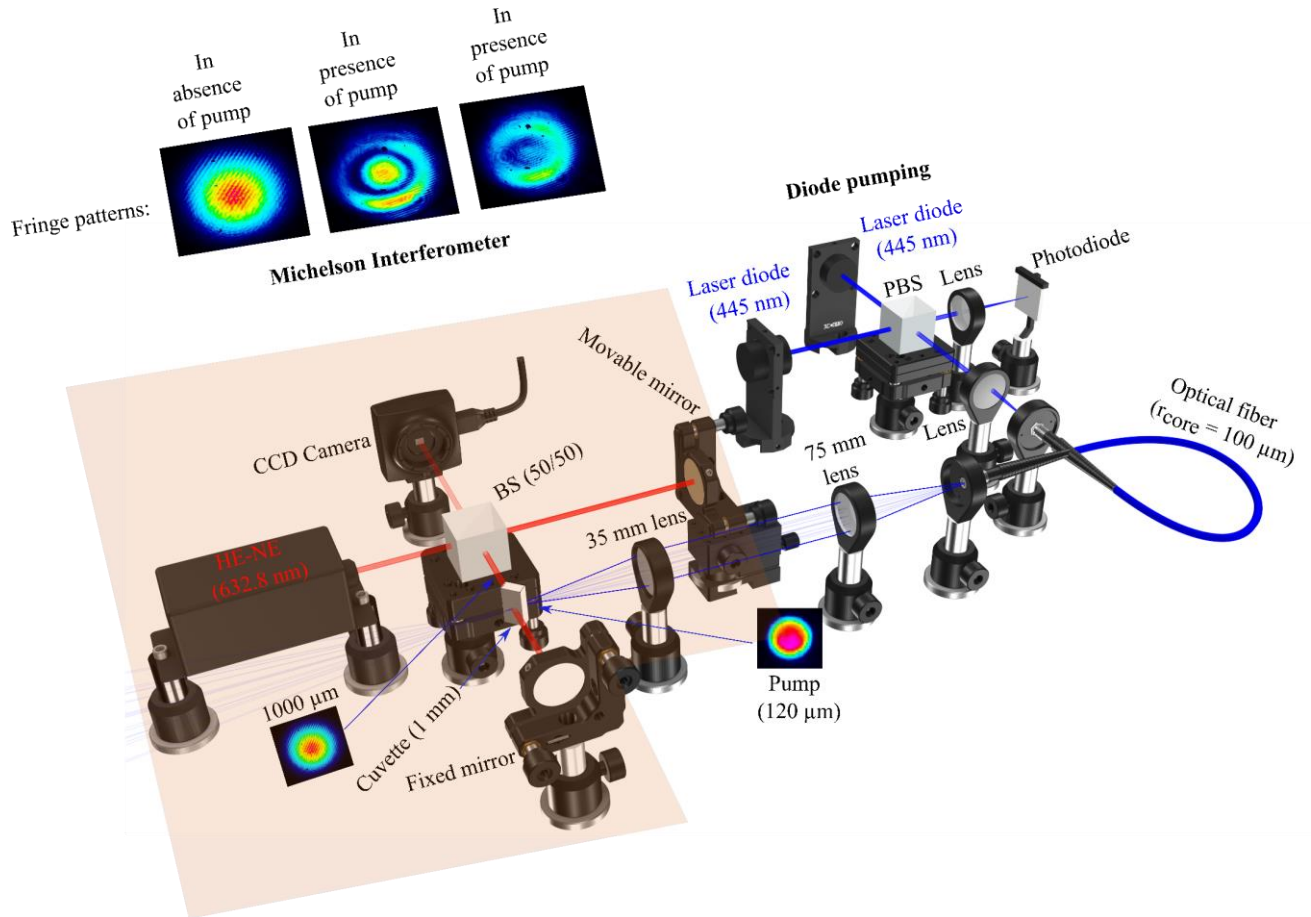 In
absence
of pump
In
presence
of pump
In
presence
of pump
Fringe patterns:
Michelson Interferometer
Diode pumping
Laser diode
(445 nm)
Laser diode
(445 nm)
PBS
Lens
Photodiode
Movable mirror
CCD Camera
BS (50/50)
35 mm lens
75 mm
lens
Lens
Optical fiber
(rcore = 100 µm)
HE-NE
(632.8 nm)
1000 µm
Cuvette (1 mm)
Fixed mirror
Pump
(120 µm)